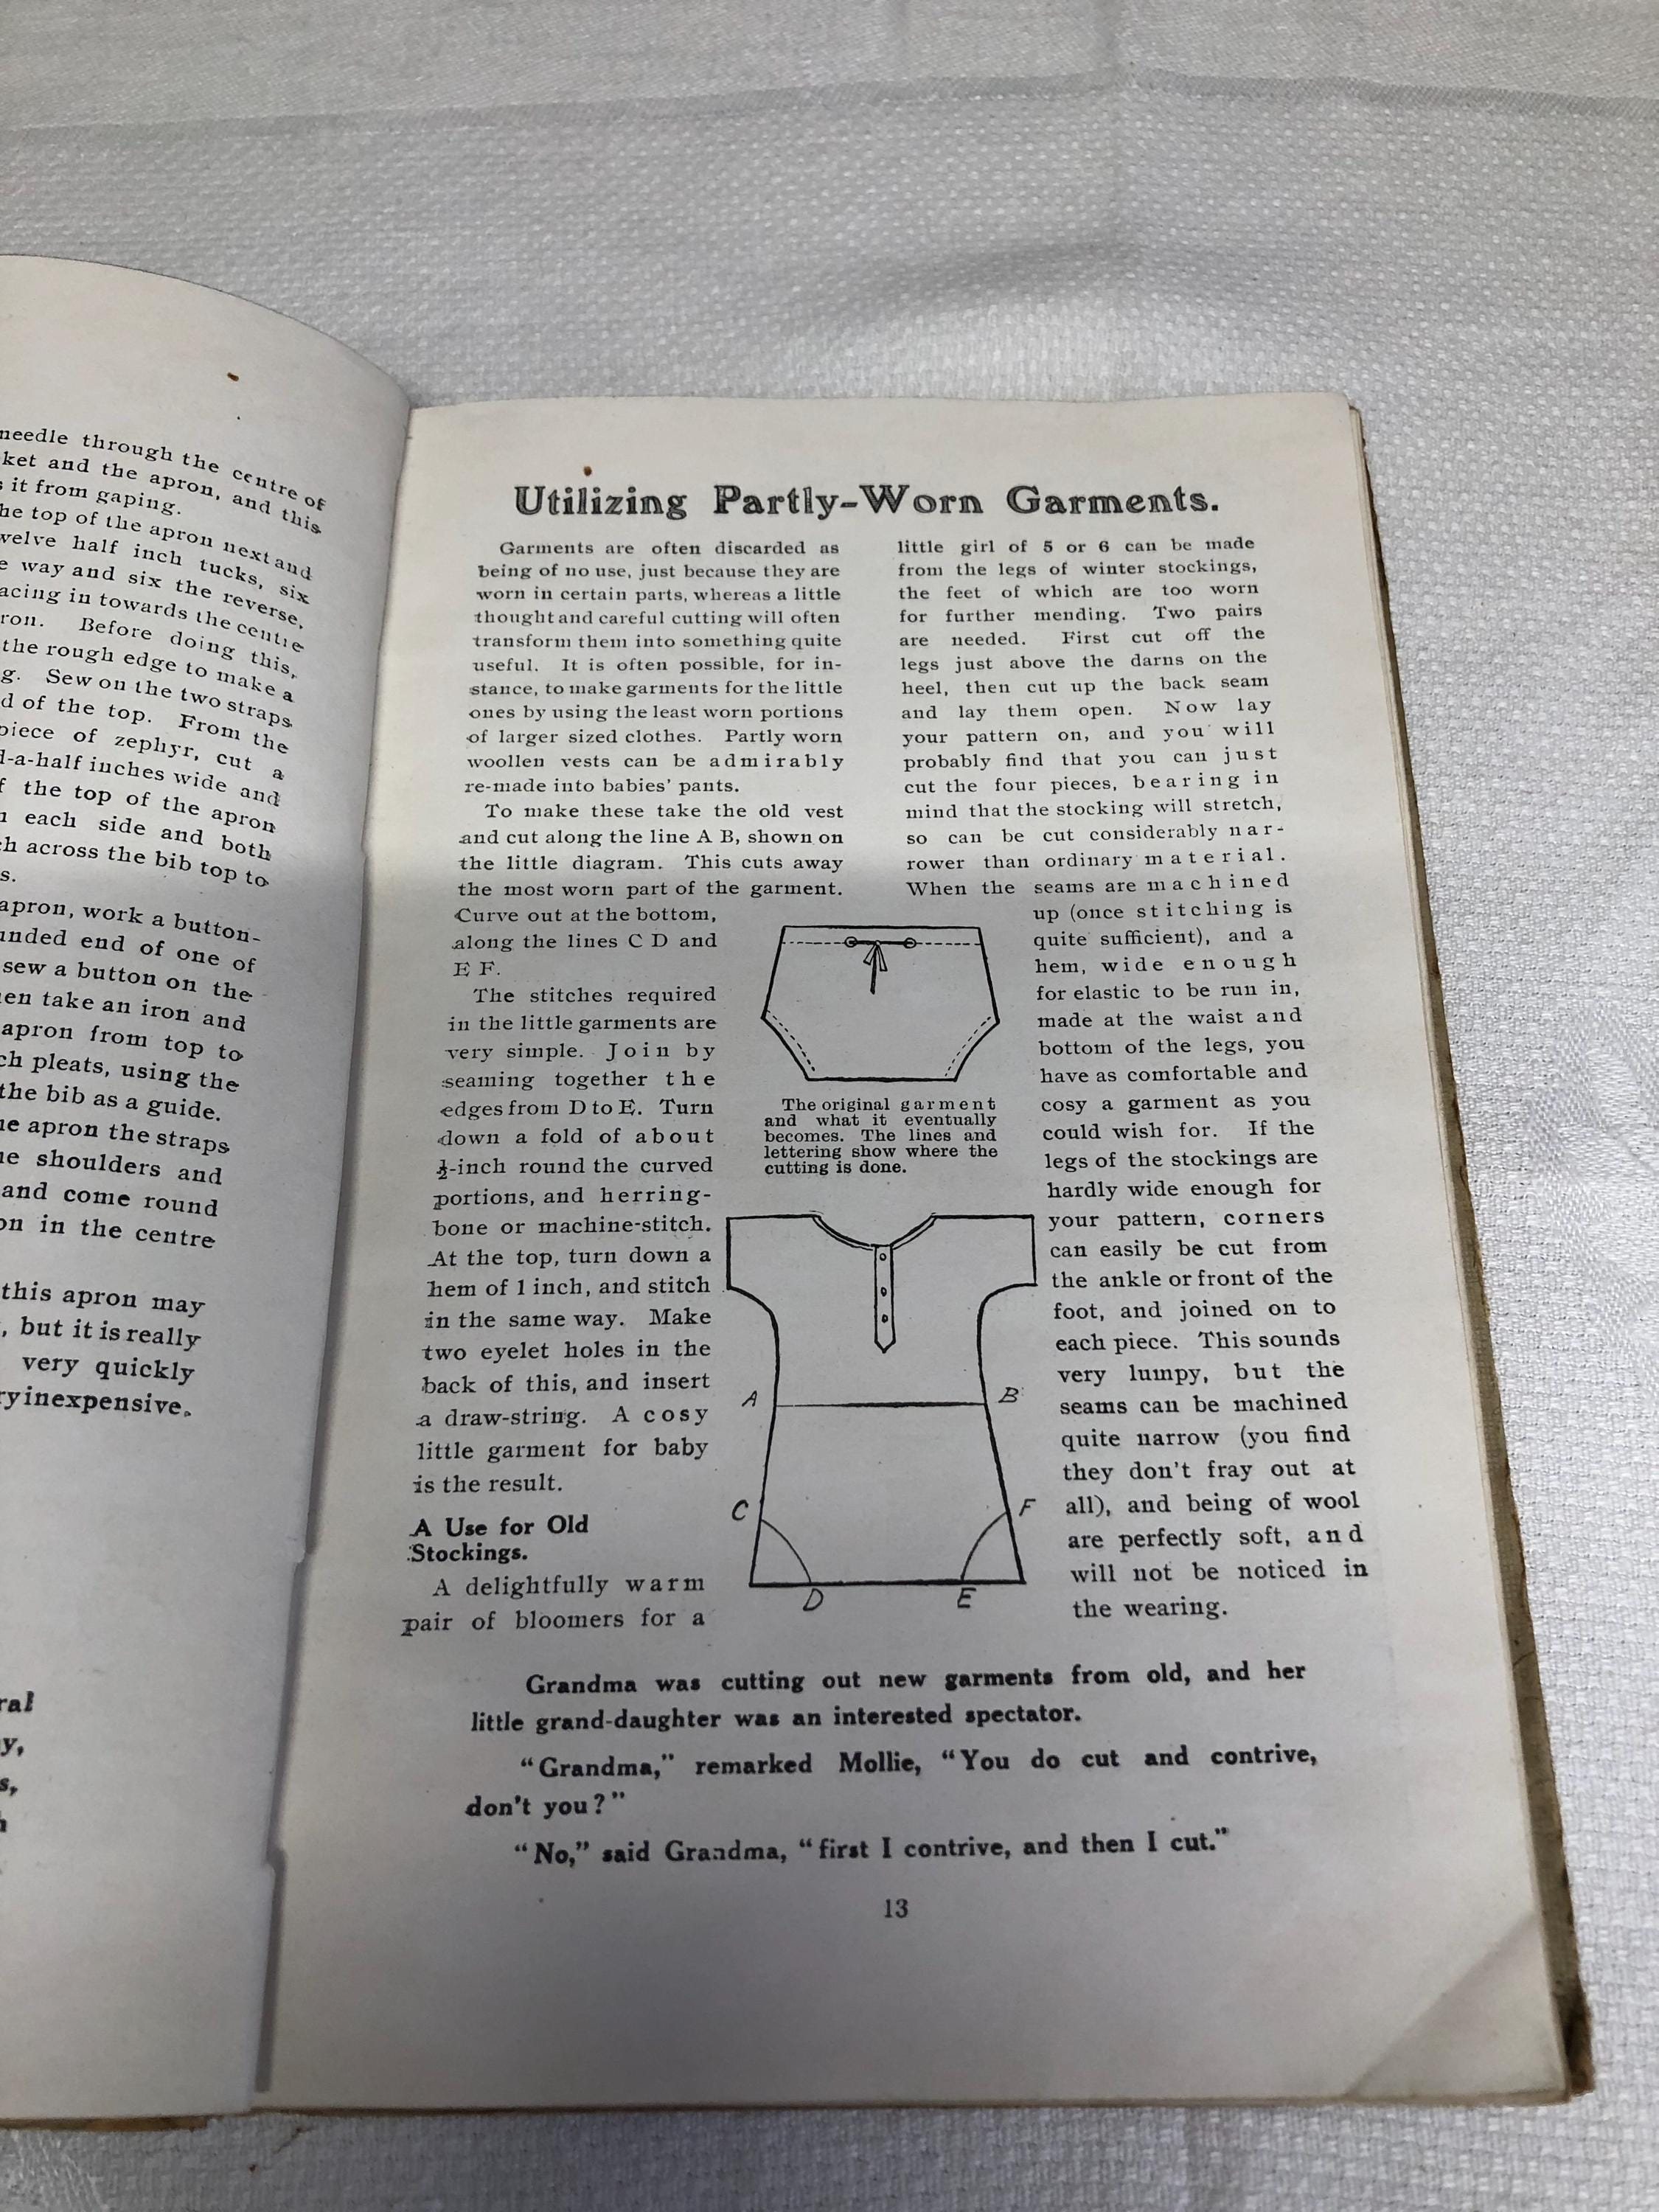 needle through the centre of
ket and the apron, and this
s it from gaping.
he top of the apron next and
welve half inch tucks, six
e way and six the reverse,
acing in towards the centre
ron. Before doing this,
the rough edge to make a
g. Sew on the two straps
d of the top. From the
piece of zephyr, cut a
d-a-half inches wide and
f the top of the apron
n each side and both
ch across the bib top to
s.
apron, work a button-
unded end of one of
sew a button on the
hen take an iron and
apron from top to
ch pleats, using the
the bib as a guide.
he apron the straps
he shoulders and
and come round
on in the centre
this apron may
, but it is really
very quickly
ry inexpensive.
ral
y,
s,
Utilizing Partly-Worn Garments.
Garments are often discarded as
being of no use, just because they are
worn in certain parts, whereas a little
thought and careful cutting will often
transform them into something quite
useful. It is often possible, for in-
stance, to make garments for the little
ones by using the least worn portions
of larger sized clothes. Partly worn
woollen vests can be admirably
re-made into babies' pants.
To make these take the old vest
and cut along the line A B, shown on
the little diagram. This cuts away
the most worn part of the garment.
Curve out at the bottom,
along the lines C D and
E F.
The stitches required
in the little garments are
very simple. Join by
seaming together the
edges from D to E. Turn
down a fold of about
½-inch round the curved
portions, and herring-
bone or machine-stitch.
At the top, turn down a
hem of 1 inch, and stitch
in the same way. Make
two eyelet holes in the
back of this, and insert
a draw-string. A cosy
little garment for baby
is the result.
A Use for Old
Stockings.
A delightfully warm
pair of bloomers for a
little girl of 5 or 6 can be made
from the legs of winter stockings,
the feet of which are too worn
for further mending. Two pairs
are needed. First cut off the
legs just above the darns on the
heel, then cut up the back seam
and lay them open. Now lay
your pattern on, and you will
probably find that you can just
cut the four pieces, bearing in
mind that the stocking will stretch,
so can be cut considerably nar-
rower than ordinary material.
When the seams are machined
up (once stitching is
quite sufficient), and a
hem, wide enough
for elastic to be run in,
made at the waist and
bottom of the legs, you
have as comfortable and
cosy a garment as you
could wish for. If the
legs of the stockings are
hardly wide enough for
your pattern, corners
can easily be cut from
the ankle or front of the
foot, and joined on to
each piece. This sounds
very lumpy, but the
seams can be machined
quite narrow (you find
they don't fray out at
all), and being of wool
are perfectly soft, and
will not be noticed in
the wearing.
The original garment
and what it eventually
becomes. The lines and
lettering show where the
cutting is done.
A B
C F
D E
Grandma was cutting out new garments from old, and her
little grand-daughter was an interested spectator.
"Grandma," remarked Mollie, "You do cut and contrive,
don't you?"
"No," said Grandma, "first I contrive, and then I cut."
13